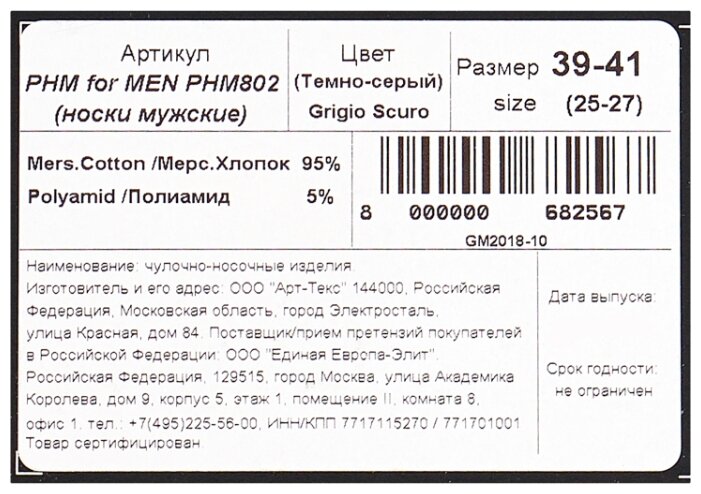 Артикул
PHM for MEN PHM802
(носки мужские)
Цвет
(Темно-серый)
Grigio Scuro
Размер 39-41
size (25-27)
Mers.Cotton /Мерс.Хлопок 95%
Polyamid /Полиамид 5%
8 000000 682567
GM2018-10
Наименование: чулочно-носочные изделия.
Изготовитель и его адрес: ООО "Арт-Текс" 144000, Российская
Федерация, Московская область, город Электросталь,
улица Красная, дом 84. Поставщик/прием претензий покупателей
в Российской Федерации: ООО "Единая Европа-Элит".
Российская Федерация, 129515, город Москва, улица Академика
Королева, дом 9, корпус 5, этаж 1, помещение II, комната 8,
офис 1. тел.: +7(495)225-56-00, ИНН/КПП 7717115270 / 771701001
Товар сертифицирован.
Дата выпуска:
Срок годности:
не ограничен